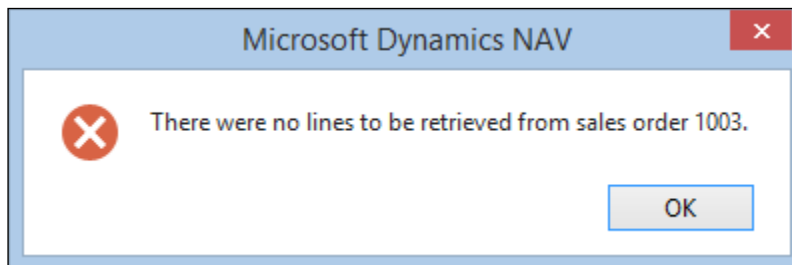 Microsoft Dynamics NAV
There were no lines to be retrieved from sales order 1003.
OK